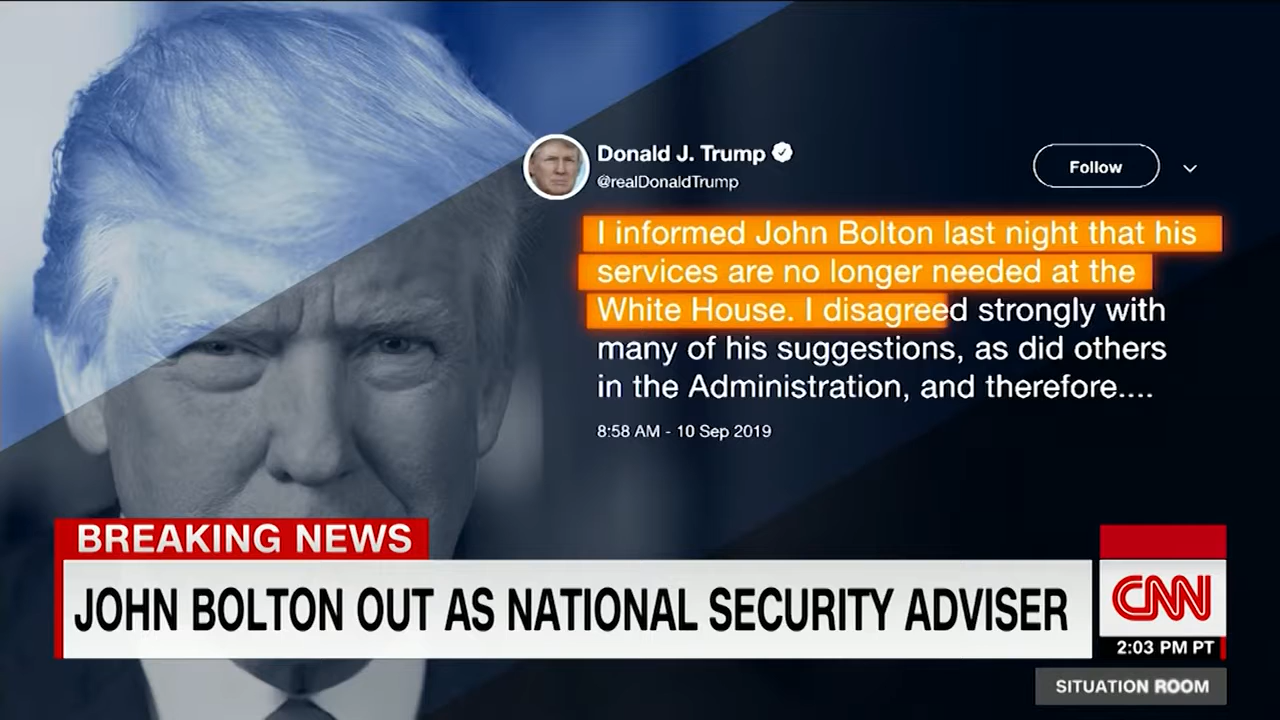 Donald J. Trump
@realDonaldTrump
Follow
I informed John Bolton last night that his
services are no longer needed at the
White House. I disagreed strongly with
many of his suggestions, as did others
in the Administration, and therefore....
8:58 AM - 10 Sep 2019
BREAKING NEWS
JOHN BOLTON OUT AS NATIONAL SECURITY ADVISER
CNN
2:03 PM PT
SITUATION ROOM